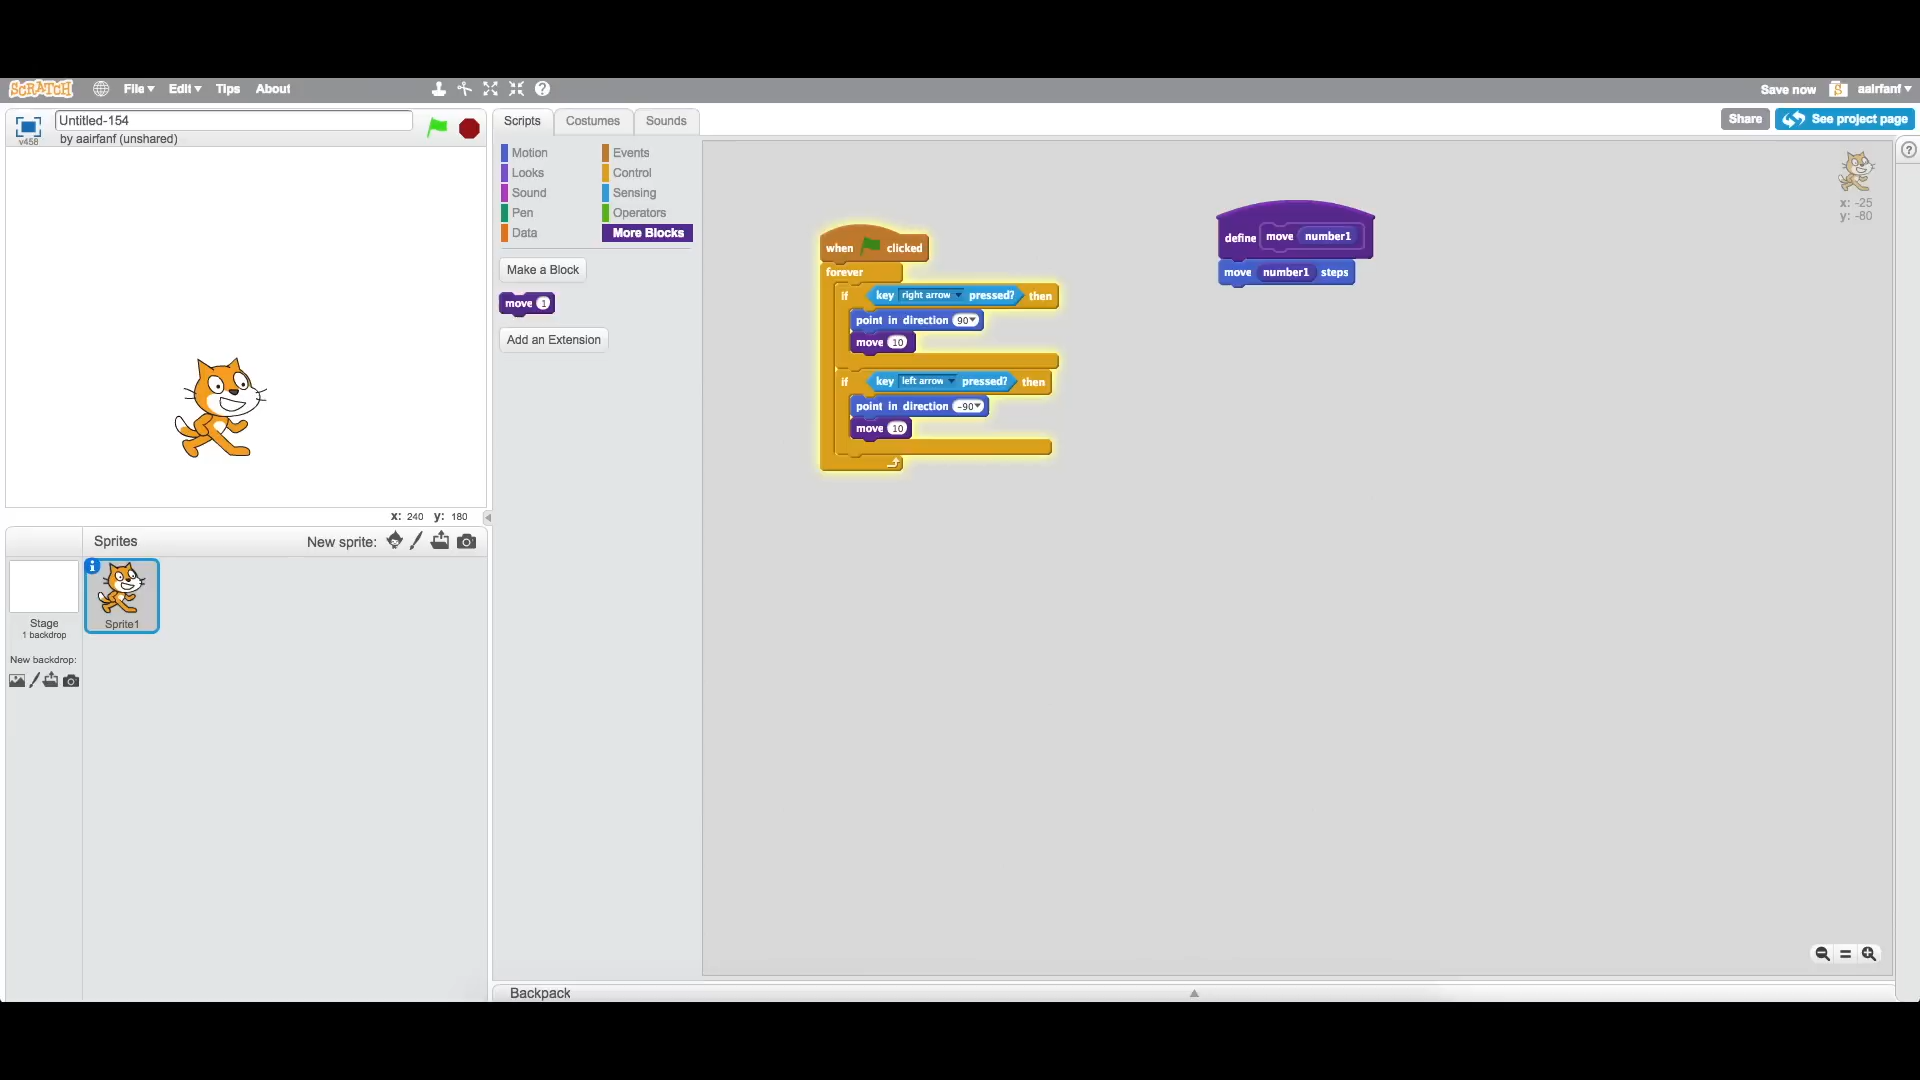 SCRATCH File Edit Tips About Save now aairfanf
Untitled-154
by aairfanf (unshared)
v458
Scripts Costumes Sounds
Share See project page
Motion Events
Looks Control
Sound Sensing
Pen Operators
Data More Blocks
Make a Block
move 1
Add an Extension
when clicked
forever
if key right arrow pressed? then
point in direction 90
move 10
if key left arrow pressed? then
point in direction -90
move 10
define move number1
move number1 steps
x: -25
y: -80
x: 240 y: 180
Sprites New sprite:
Sprite1
Stage
1 backdrop
New backdrop:
Backpack